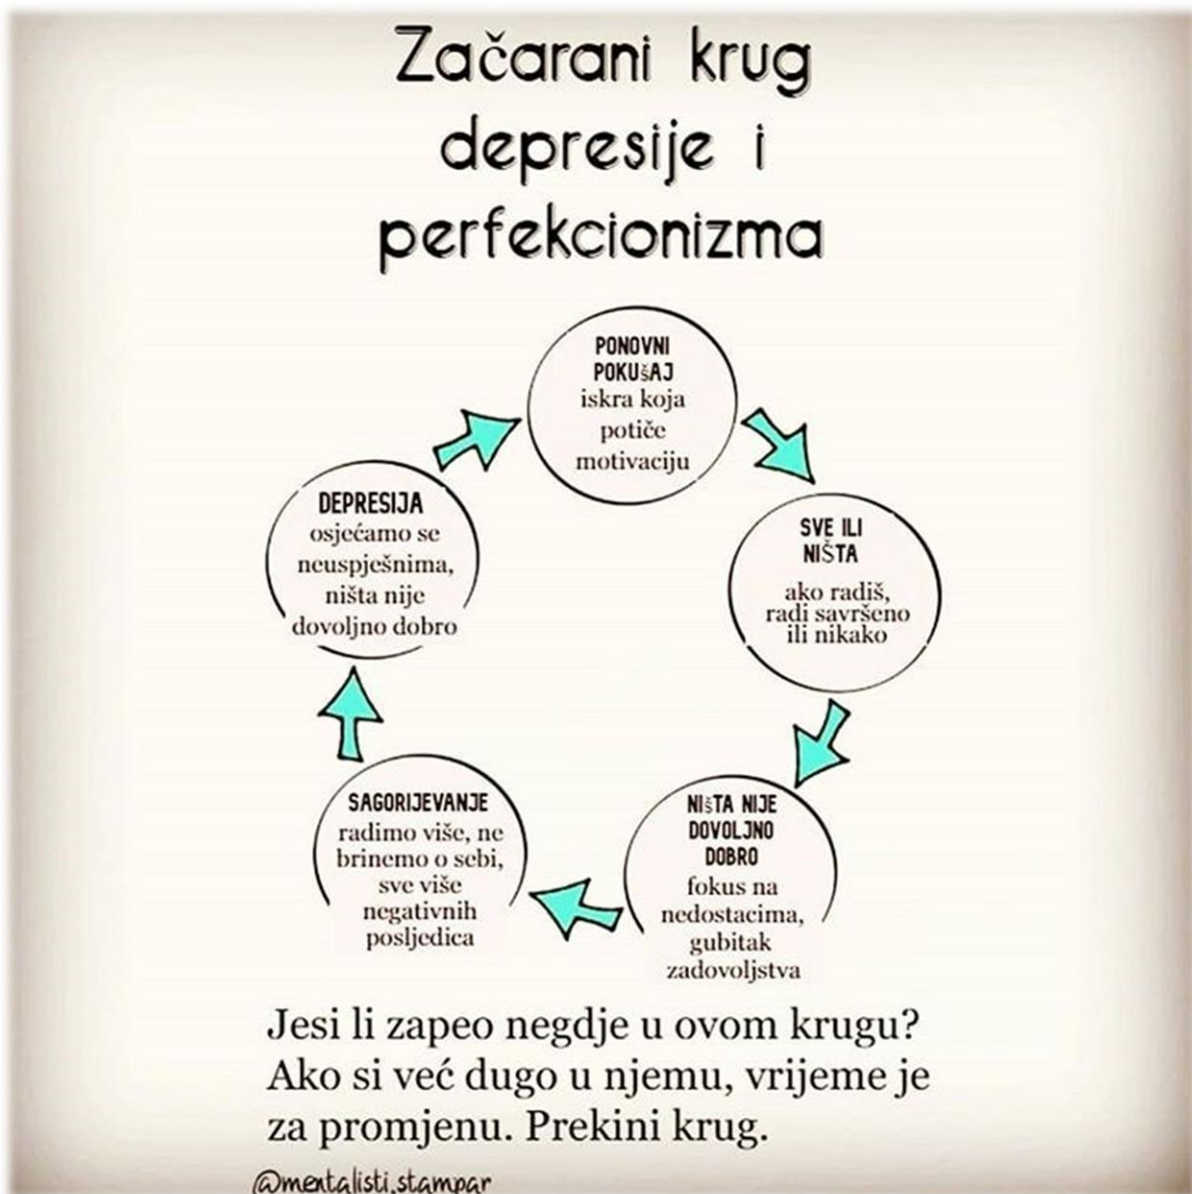 Začarani krug
depresije i
perfekcionizma
PONOVNI
POKUŠAJ
iskra koja
potiče
motivaciju
SVE ILI
NIŠTA
ako radiš,
radi savršeno
ili nikako
NIŠTA NIJE
DOVOLJNO
DOBRO
fokus na
nedostacima,
gubitak
zadovoljstva
SAGORIJEVANJE
radimo više, ne
brinemo o sebi,
sve više
negativnih
posljedica
DEPRESIJA
osjećamo se
neuspješnima,
ništa nije
dovoljno dobro
Jesi li zapeo negdje u ovom krugu?
Ako si već dugo u njemu, vrijeme je
za promjenu. Prekini krug.
@mentalisti.stampar